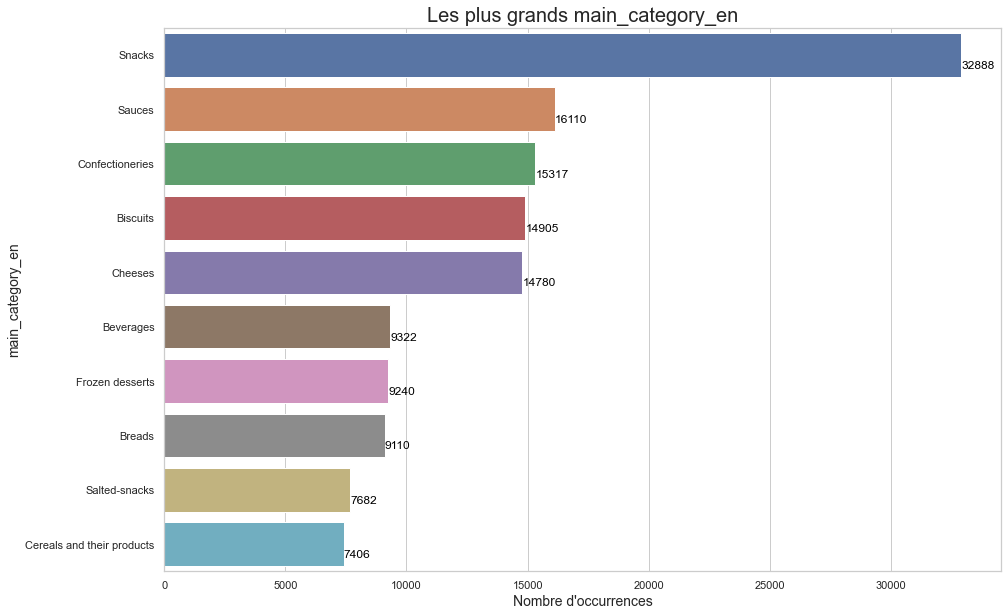 Les plus grands main_category_en
main_category_en
Snacks 32888
Sauces 16110
Confectioneries 15317
Biscuits 14905
Cheeses 14780
Beverages 9322
Frozen desserts 9240
Breads 9110
Salted-snacks 7682
Cereals and their products 7406
0 5000 10000 15000 20000 25000 30000
Nombre d'occurrences